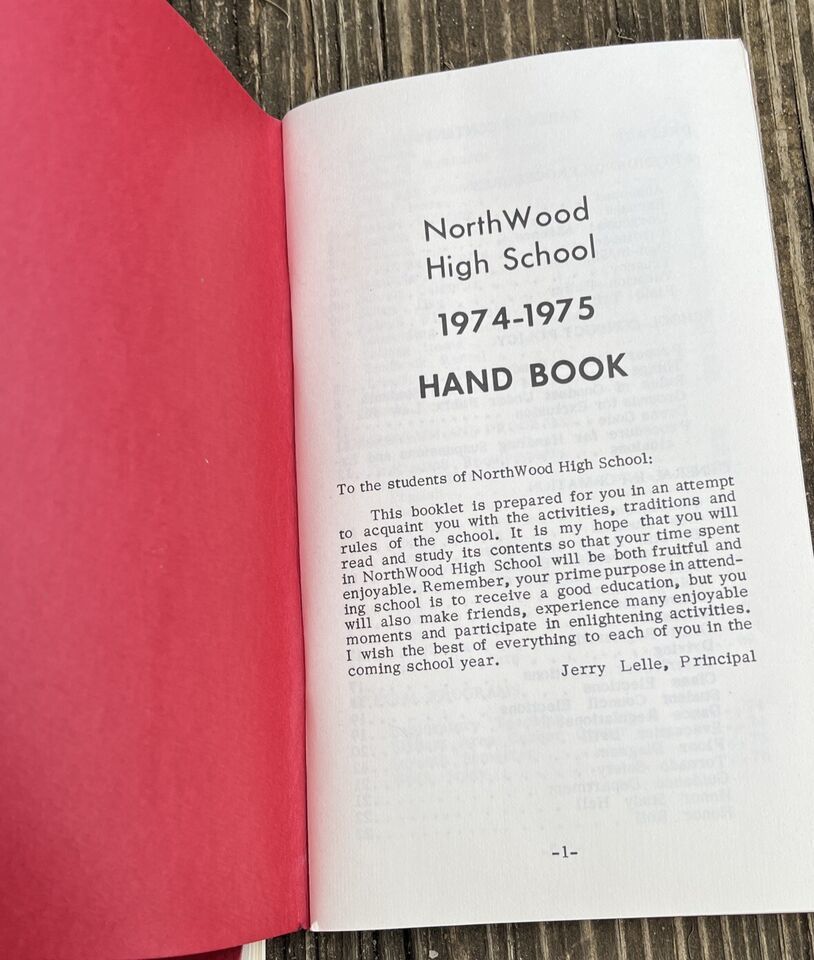 NorthWood
High School
1974-1975
HAND BOOK
To the students of NorthWood High School:
This booklet is prepared for you in an attempt
to acquaint you with the activities, traditions and
rules of the school. It is my hope that you will
read and study its contents so that your time spent
in NorthWood High School will be both fruitful and
enjoyable. Remember, your prime purpose in attend-
ing school is to receive a good education, but you
will also make friends, experience many enjoyable
moments and participate in enlightening activities.
I wish the best of everything to each of you in the
coming school year.
Jerry Lelle, Principal
-1-